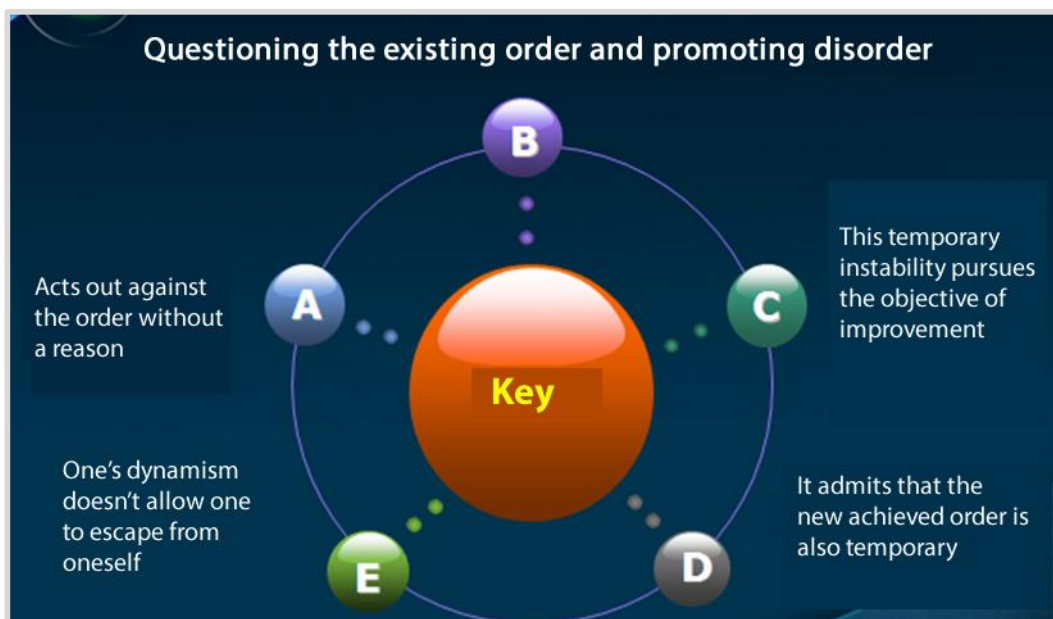 Questioning the existing order and promoting disorder
B
A
Acts out against
the order without
a reason
C
This temporary
instability pursues
the objective of
improvement
Key
E
One's dynamism
doesn't allow one
to escape from
oneself
D
It admits that the
new achieved order is
also temporary